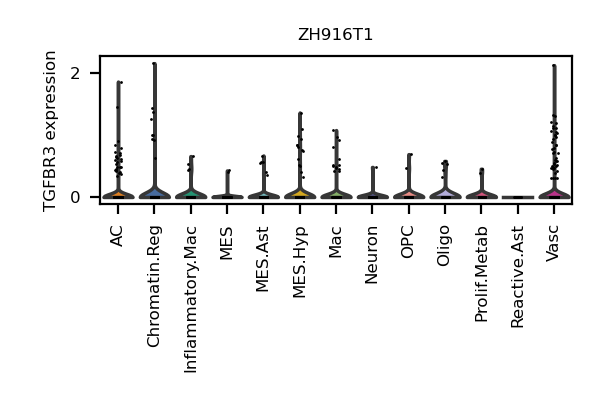 ZH916T1
TGFBR3 expression
2
0
AC
Chromatin.Reg
Inflammatory.Mac
MES
MES.Ast
MES.Hyp
Mac
Neuron
OPC
Oligo
Prolif.Metab
Reactive.Ast
Vasc